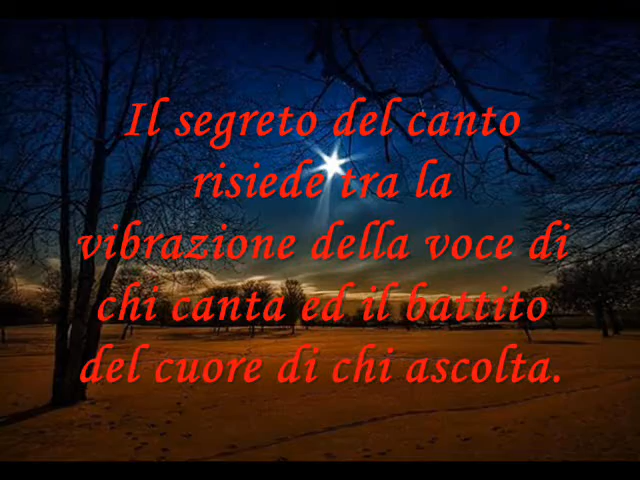 Il segreto del canto
risiede tra la
vibrazione della voce di
chi canta ed il battito
del cuore di chi ascolta.